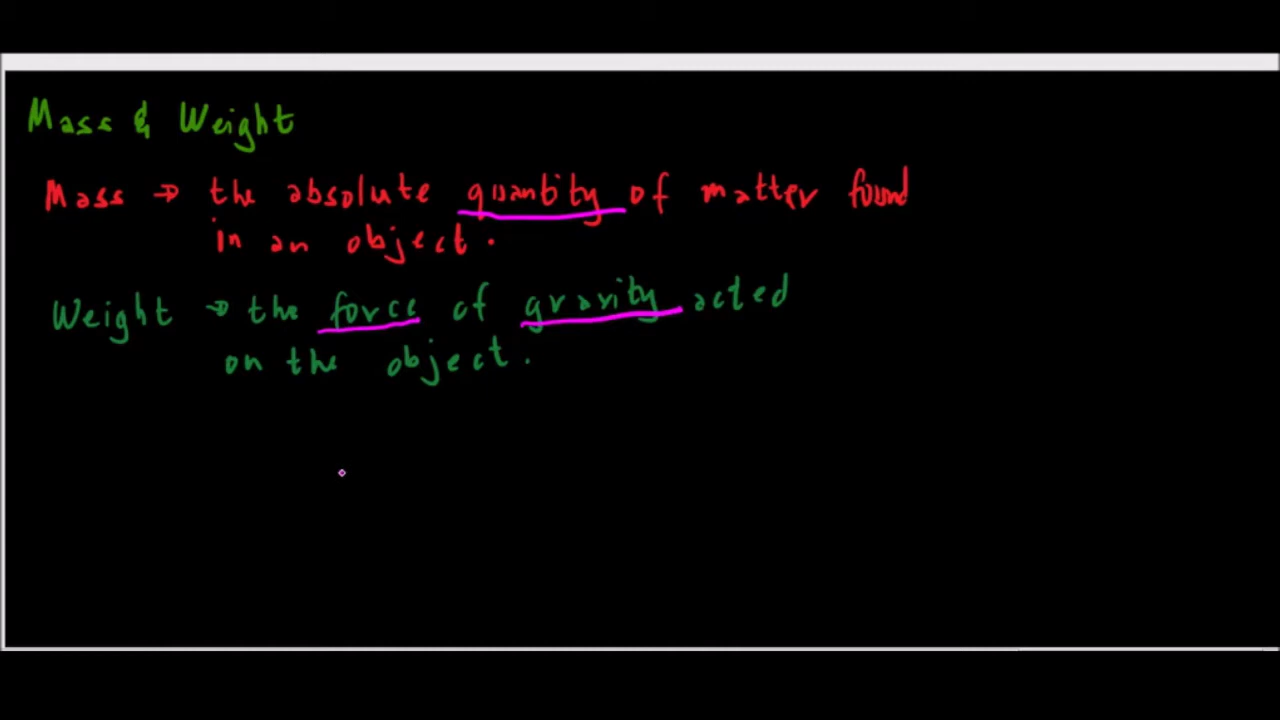 Mass & Weight
Mass → the absolute quantity of matter found
in an object.
Weight → the force of gravity acted
on the object.